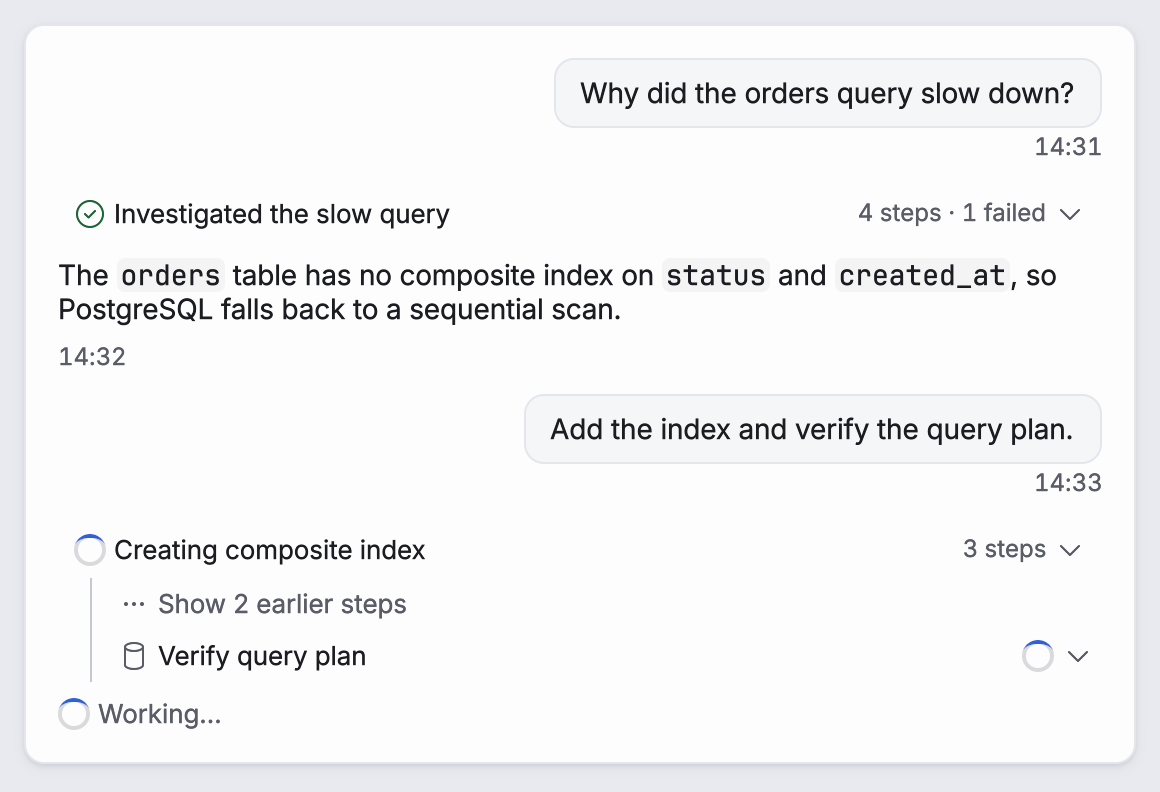 Why did the orders query slow down?
14:31
Investigated the slow query 4 steps · 1 failed
The orders table has no composite index on status and created_at, so
PostgreSQL falls back to a sequential scan.
14:32
Add the index and verify the query plan.
14:33
Creating composite index 3 steps
Show 2 earlier steps
Verify query plan
Working...